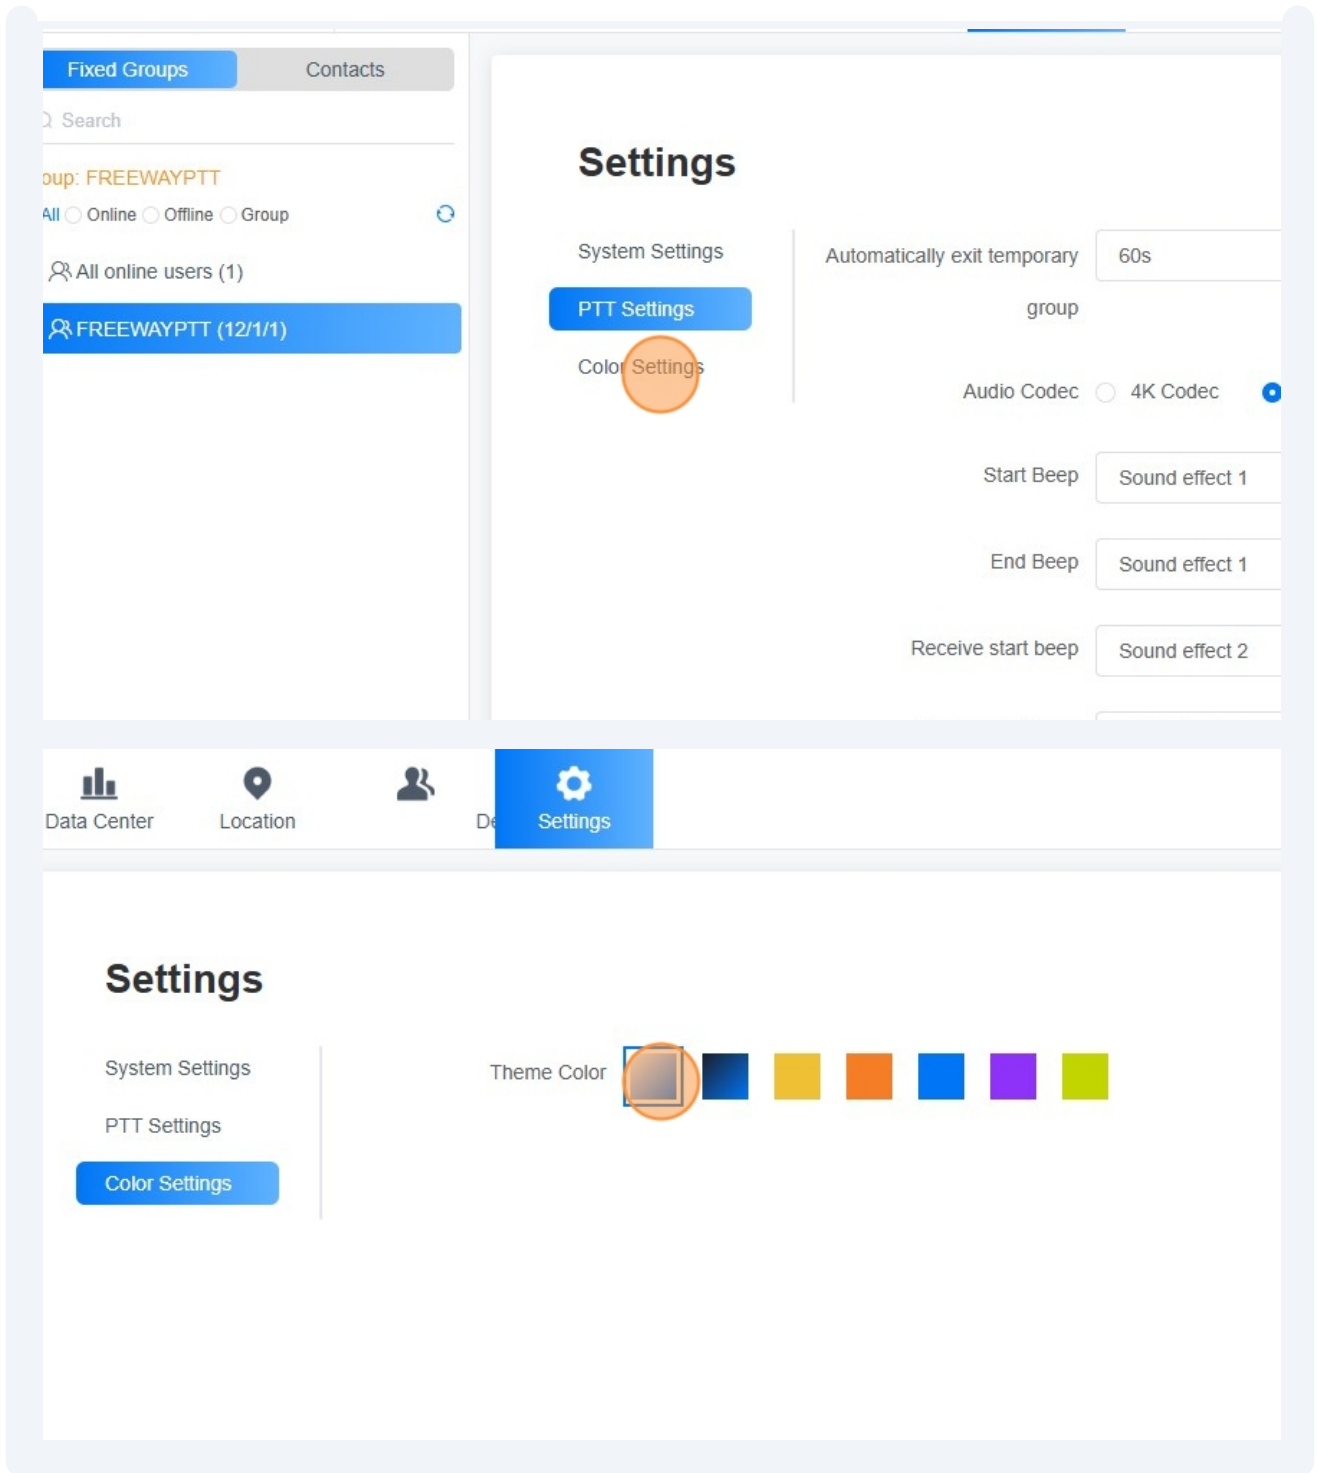 Fixed Groups Contacts
Search
oup: FREEWAYPTT
All Online Offline Group
All online users (1)
FREEWAYPTT (12/1/1)
Settings
System Settings
PTT Settings
Color Settings
Automatically exit temporary group 60s
Audio Codec 4K Codec
Start Beep Sound effect 1
End Beep Sound effect 1
Receive start beep Sound effect 2
Data Center Location De Settings
Settings
System Settings
PTT Settings
Color Settings
Theme Color